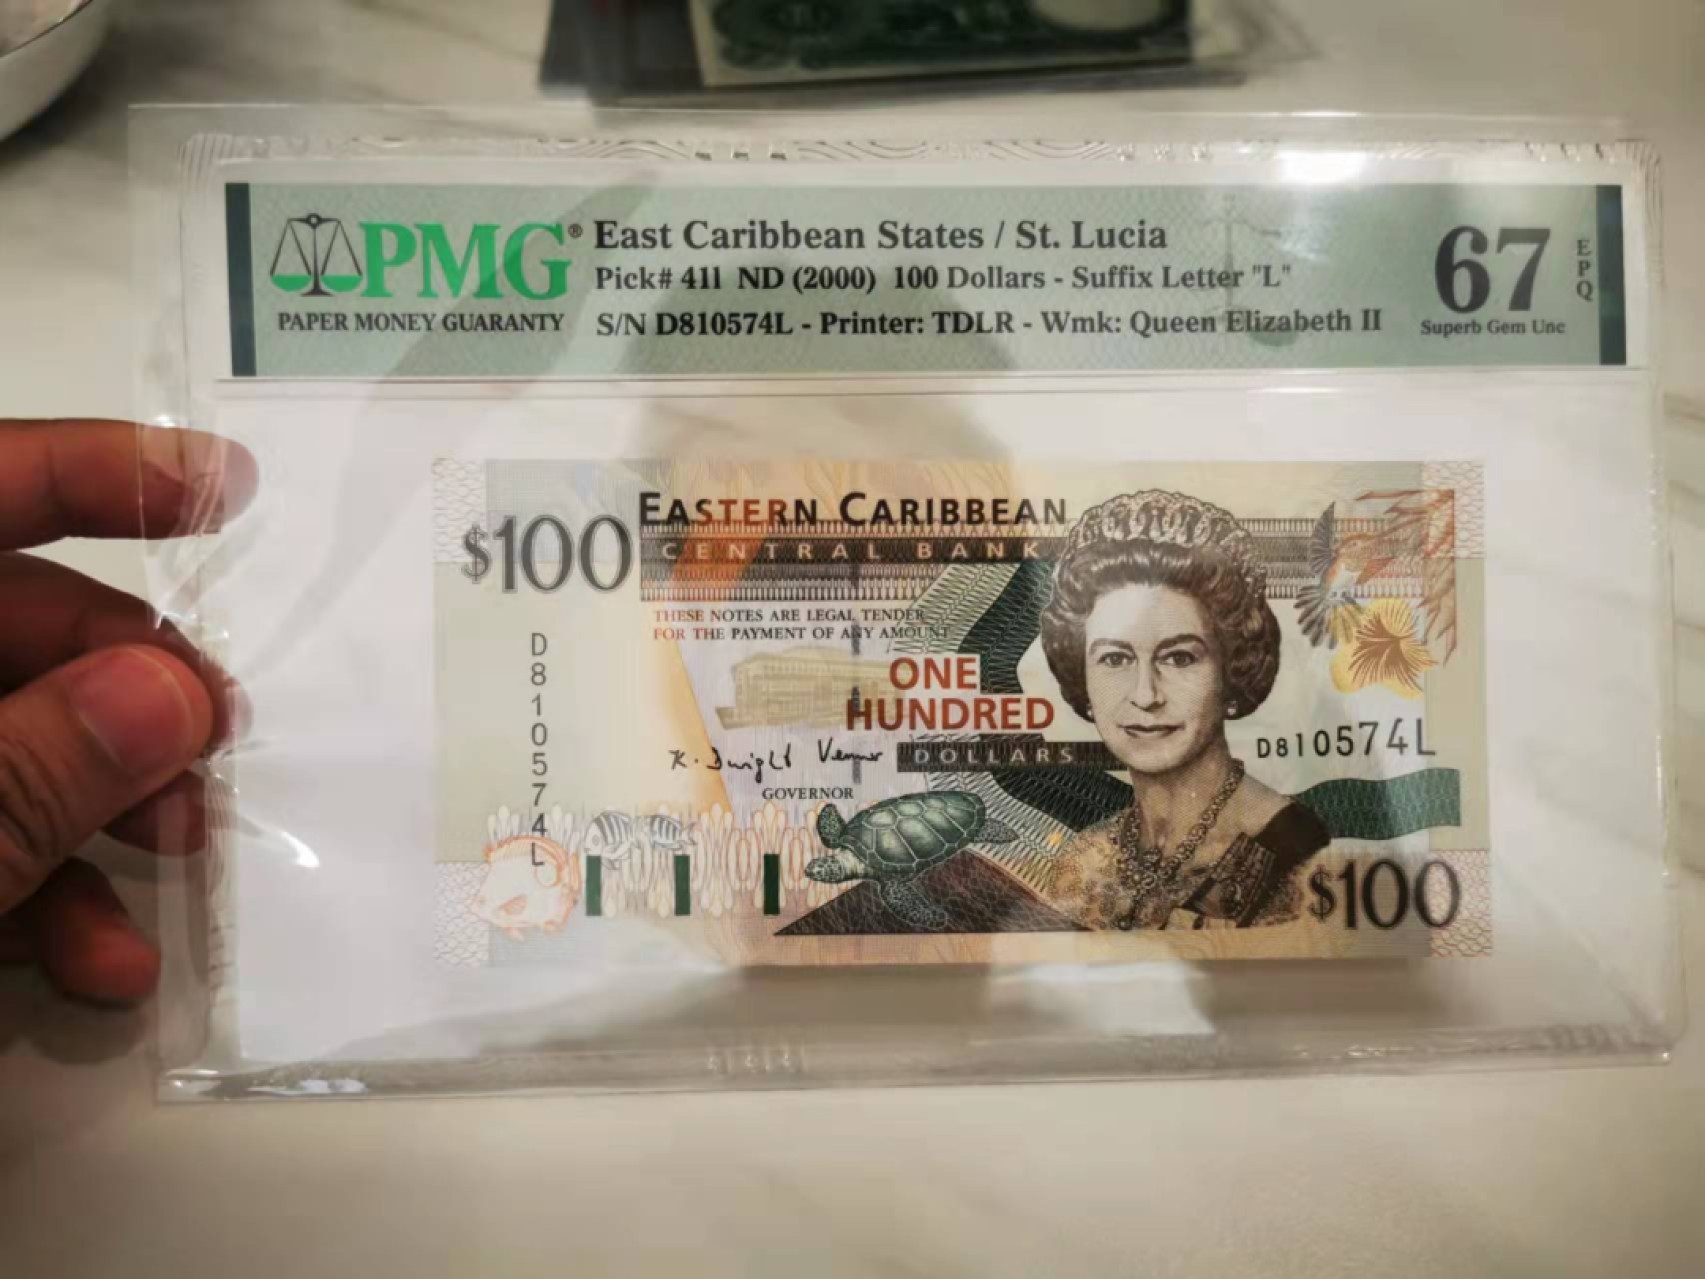 PMG®
PAPER MONEY GUARANTY
East Caribbean States / St. Lucia
Pick# 41l ND (2000) 100 Dollars - Suffix Letter "L"
S/N D810574L - Printer: TDLR - Wmk: Queen Elizabeth II
67
EPQ
Superb Gem Unc
$100
EASTERN CARIBBEAN
CENTRAL BANK
THESE NOTES ARE LEGAL TENDER
FOR THE PAYMENT OF ANY AMOUNT
D810574L
ONE
HUNDRED
DOLLARS
K. Dwight Venner
GOVERNOR
D810574L
$100